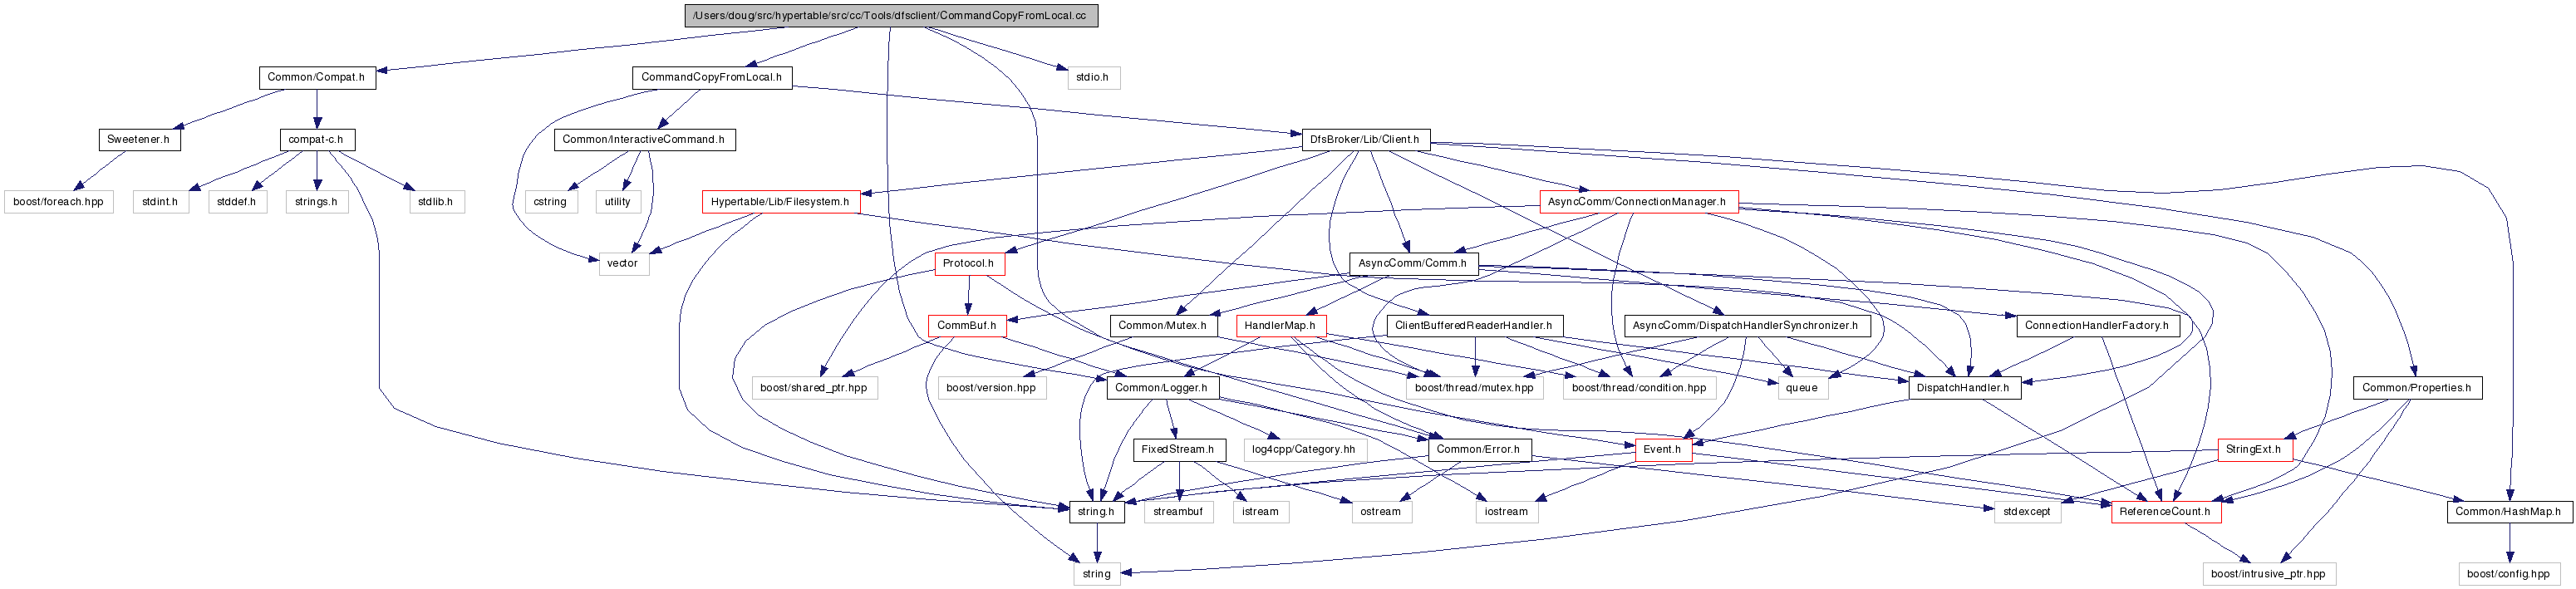 /Users/doug/src/hypertable/src/cc/Tools/dfsclient/CommandCopyFromLocal.cc
Common/Compat.h
CommandCopyFromLocal.h
stdio.h
Sweetener.h
compat-c.h
Common/InteractiveCommand.h
DfsBroker/Lib/Client.h
boost/foreach.hpp
stdint.h
stddef.h
strings.h
stdlib.h
cstring
utility
Hypertable/Lib/Filesystem.h
AsyncComm/ConnectionManager.h
vector
Protocol.h
AsyncComm/Comm.h
CommBuf.h
Common/Mutex.h
HandlerMap.h
ClientBufferedReaderHandler.h
AsyncComm/DispatchHandlerSynchronizer.h
ConnectionHandlerFactory.h
boost/shared_ptr.hpp
boost/version.hpp
Common/Logger.h
boost/thread/mutex.hpp
boost/thread/condition.hpp
queue
DispatchHandler.h
Common/Properties.h
FixedStream.h
log4cpp/Category.hh
Common/Error.h
Event.h
StringExt.h
string.h
streambuf
istream
ostream
iostream
stdexcept
ReferenceCount.h
Common/HashMap.h
string
boost/intrusive_ptr.hpp
boost/config.hpp